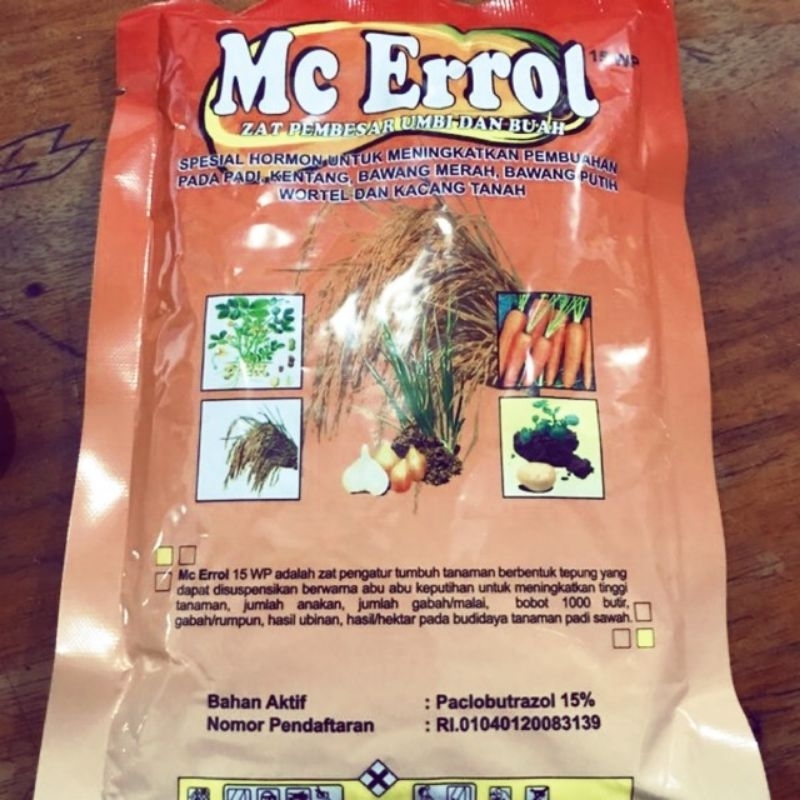 Mc Errol 15 WP
ZAT PEMBESAR UMBI DAN BUAH
SPESIAL HORMON UNTUK MENINGKATKAN PEMBUAHAN
PADA PADI, KENTANG, BAWANG MERAH, BAWANG PUTIH
WORTEL DAN KACANG TANAH
Mc Errol 15 WP adalah zat pengatur tumbuh tanaman berbentuk tepung yang
dapat disuspensikan berwarna abu abu keputihan untuk meningkatkan tinggi
tanaman, jumlah anakan, jumlah gabah/malai, bobot 1000 butir,
gabah/rumpun, hasil ubinan, hasil/hektar pada budidaya tanaman padi sawah.
Bahan Aktif : Paclobutrazol 15%
Nomor Pendaftaran : RI.01040120083139